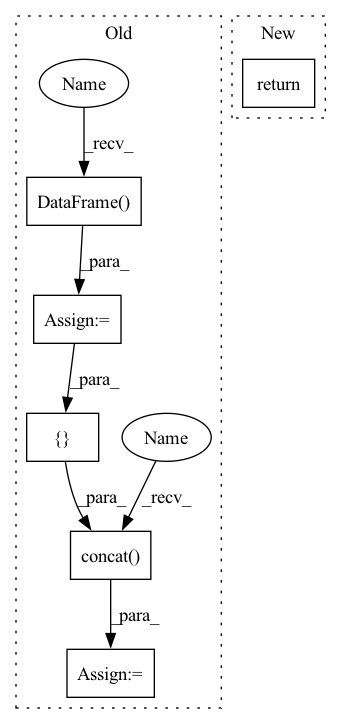 Old
New
Name
return
_recv_
DataFrame()
_para_
Assign:=
_para_
{}
Name
_para_
_recv_
concat()
_para_
Assign:=